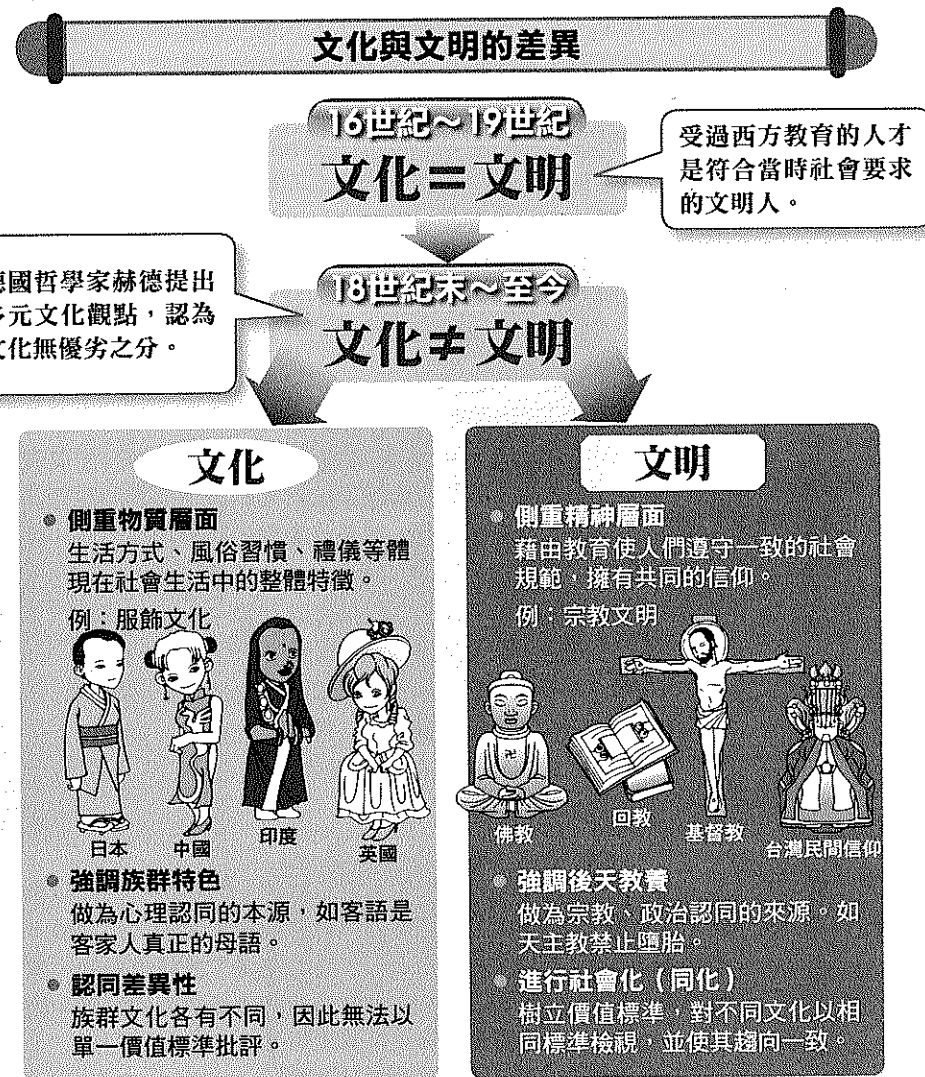 文化與文明的差異
16世紀～19世紀
文化＝文明
受過西方教育的人才
是符合當時社會要求
的文明人。
德國哲學家赫德提出
多元文化觀點，認為
文化無優劣之分。
18世紀末～至今
文化≠文明
文化
側重物質層面
生活方式、風俗習慣、禮儀等體
現在社會生活中的整體特徵。
例：服飾文化
日本
中國
印度
英國
強調族群特色
做為心理認同的本源，如客語是
客家人真正的母語。
認同差異性
族群文化各有不同，因此無法以
單一價值標準批評。
文明
側重精神層面
藉由教育使人們遵守一致的社會
規範，擁有共同的信仰。
例：宗教文明
卍
佛教
回教
基督教
台灣民間信仰
強調後天教養
做為宗教、政治認同的來源。如
天主教禁止墮胎。
進行社會化（同化）
樹立價值標準，對不同文化以相
同標準檢視，並使其趨向一致。